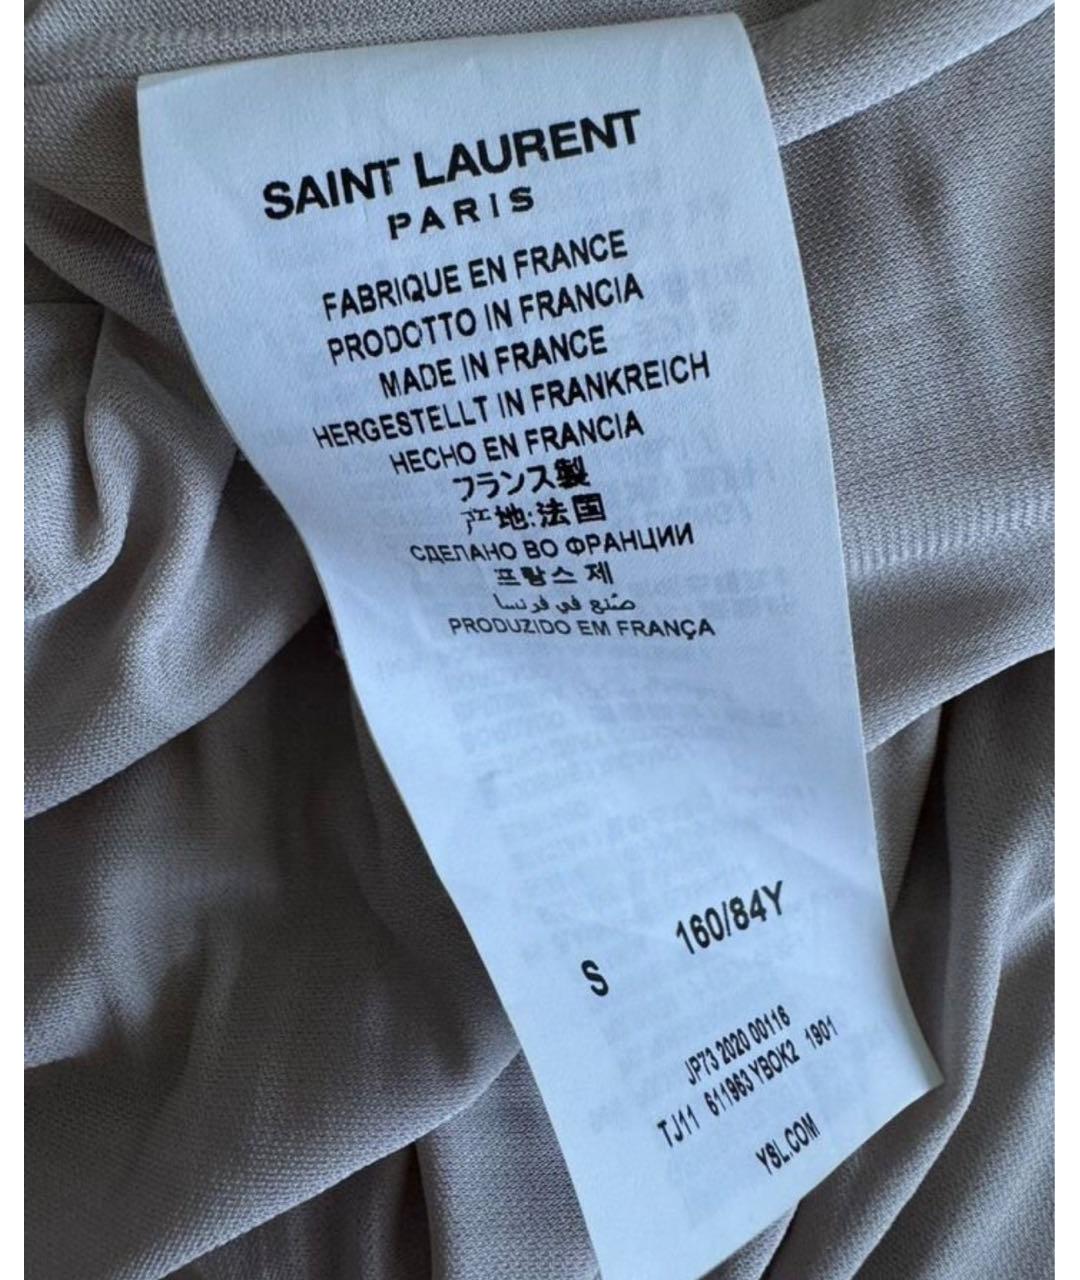 SAINT LAURENT
PARIS
FABRIQUE EN FRANCE
PRODOTTO IN FRANCIA
MADE IN FRANCE
HERGESTELLT IN FRANKREICH
HECHO EN FRANCIA
フランス製
产地:法国
СДЕЛАНО ВО ФРАНЦИИ
프랑스 제
صُنع في فرنسا
PRODUZIDO EM FRANÇA
S 160/84Y
JP73 2020 00116
TJ11 611963 YBOK2 1901
YSL.COM